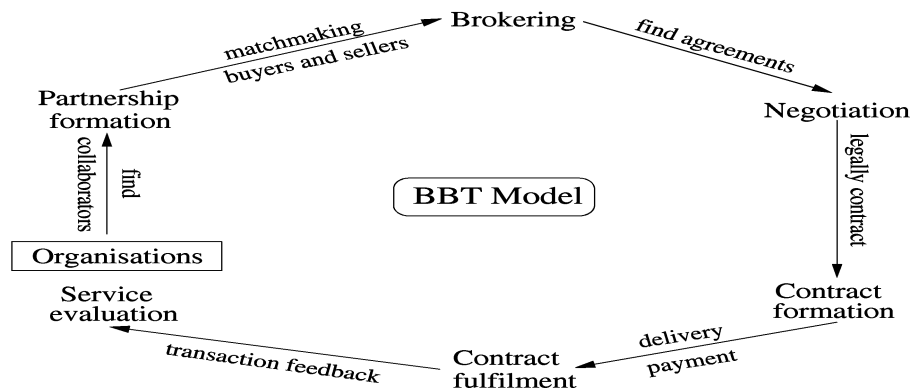 Brokering
matchmaking
buyers and sellers
find agreements
Partnership
formation
Negotiation
find
collaborators
legally contract
BBT Model
Organisations
Service
evaluation
Contract
formation
delivery
payment
transaction feedback
Contract
fulfilment